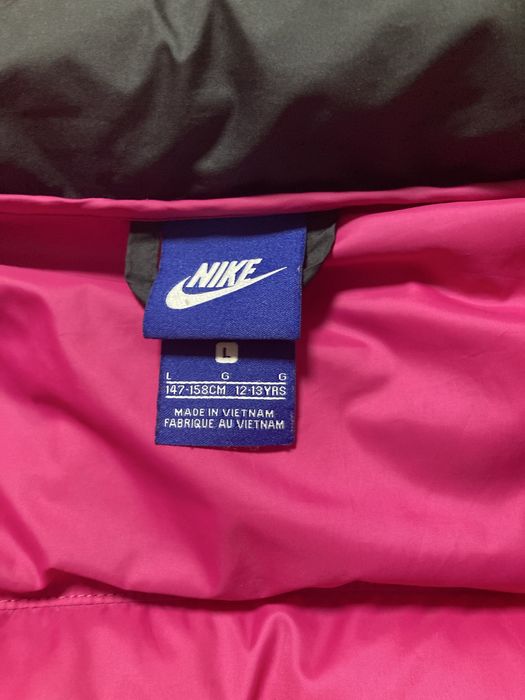 NIKE
L
L G G
147-158CM 12-13YRS
MADE IN VIETNAM
FABRIQUE AU VIETNAM